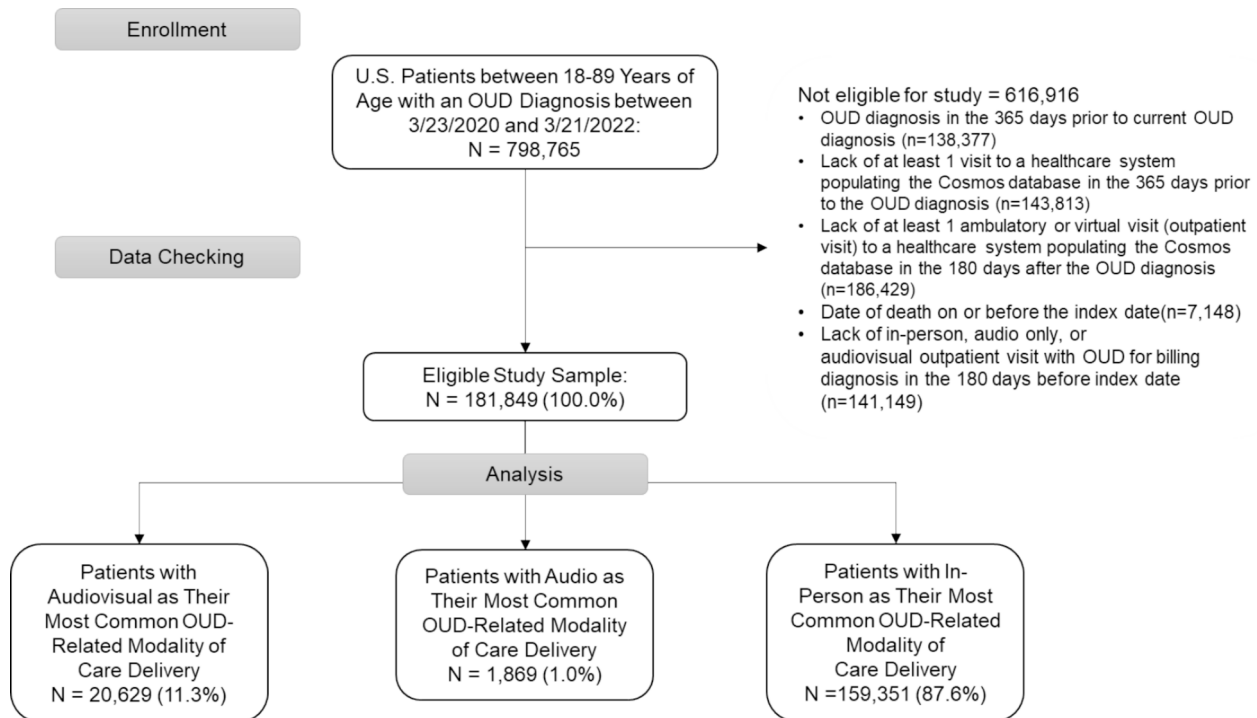 Enrollment
U.S. Patients between 18-89 Years of
Age with an OUD Diagnosis between
3/23/2020 and 3/21/2022:
N = 798,765
Not eligible for study = 616,916
• OUD diagnosis in the 365 days prior to current OUD
diagnosis (n=138,377)
• Lack of at least 1 visit to a healthcare system
populating the Cosmos database in the 365 days prior
to the OUD diagnosis (n=143,813)
• Lack of at least 1 ambulatory or virtual visit (outpatient
visit) to a healthcare system populating the Cosmos
database in the 180 days after the OUD diagnosis
(n=186,429)
• Date of death on or before the index date(n=7,148)
• Lack of in-person, audio only, or
audiovisual outpatient visit with OUD for billing
diagnosis in the 180 days before index date
(n=141,149)
Data Checking
Eligible Study Sample:
N = 181,849 (100.0%)
Analysis
Patients with
Audiovisual as Their
Most Common OUD-
Related Modality of
Care Delivery
N = 20,629 (11.3%)
Patients with Audio as
Their Most Common
OUD-Related Modality
of Care Delivery
N = 1,869 (1.0%)
Patients with In-
Person as Their Most
Common OUD-Related
Modality of
Care Delivery
N =159,351 (87.6%)